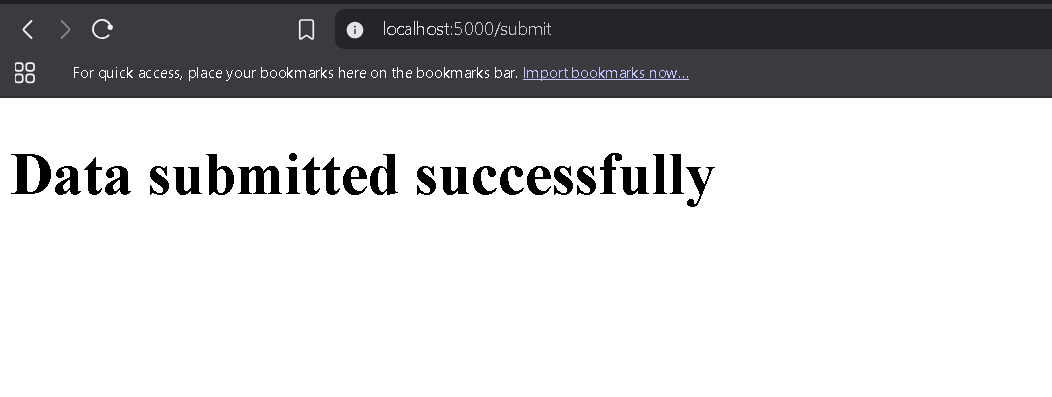 localhost:5000/submit
For quick access, place your bookmarks here on the bookmarks bar. Import bookmarks now...
Data submitted successfully